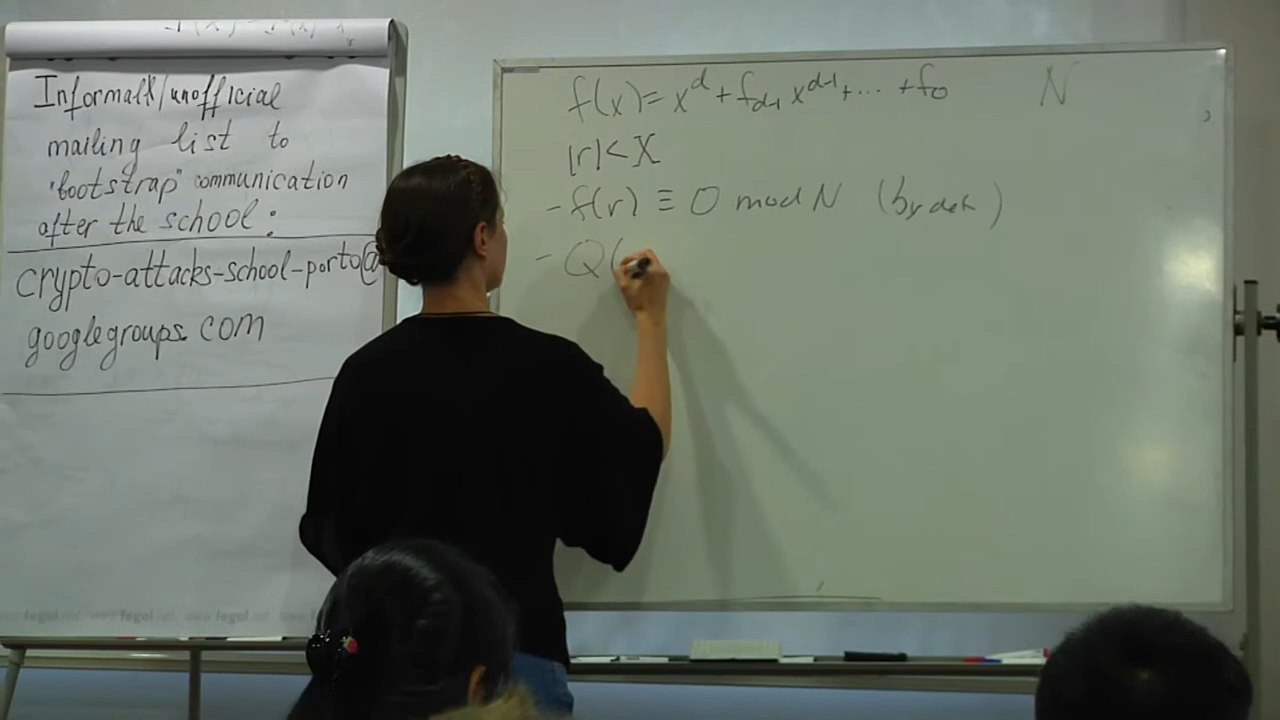 Informal/unofficial
mailing list to
"bootstrap" communication
after the school:
crypto-attacks-school-porto@
googlegroups.com
f(x) = x^d + f_{d-1} x^{d-1} + ... + f_0 N
|r| < X
- f(r) ≡ 0 mod N (by def)
- Q(